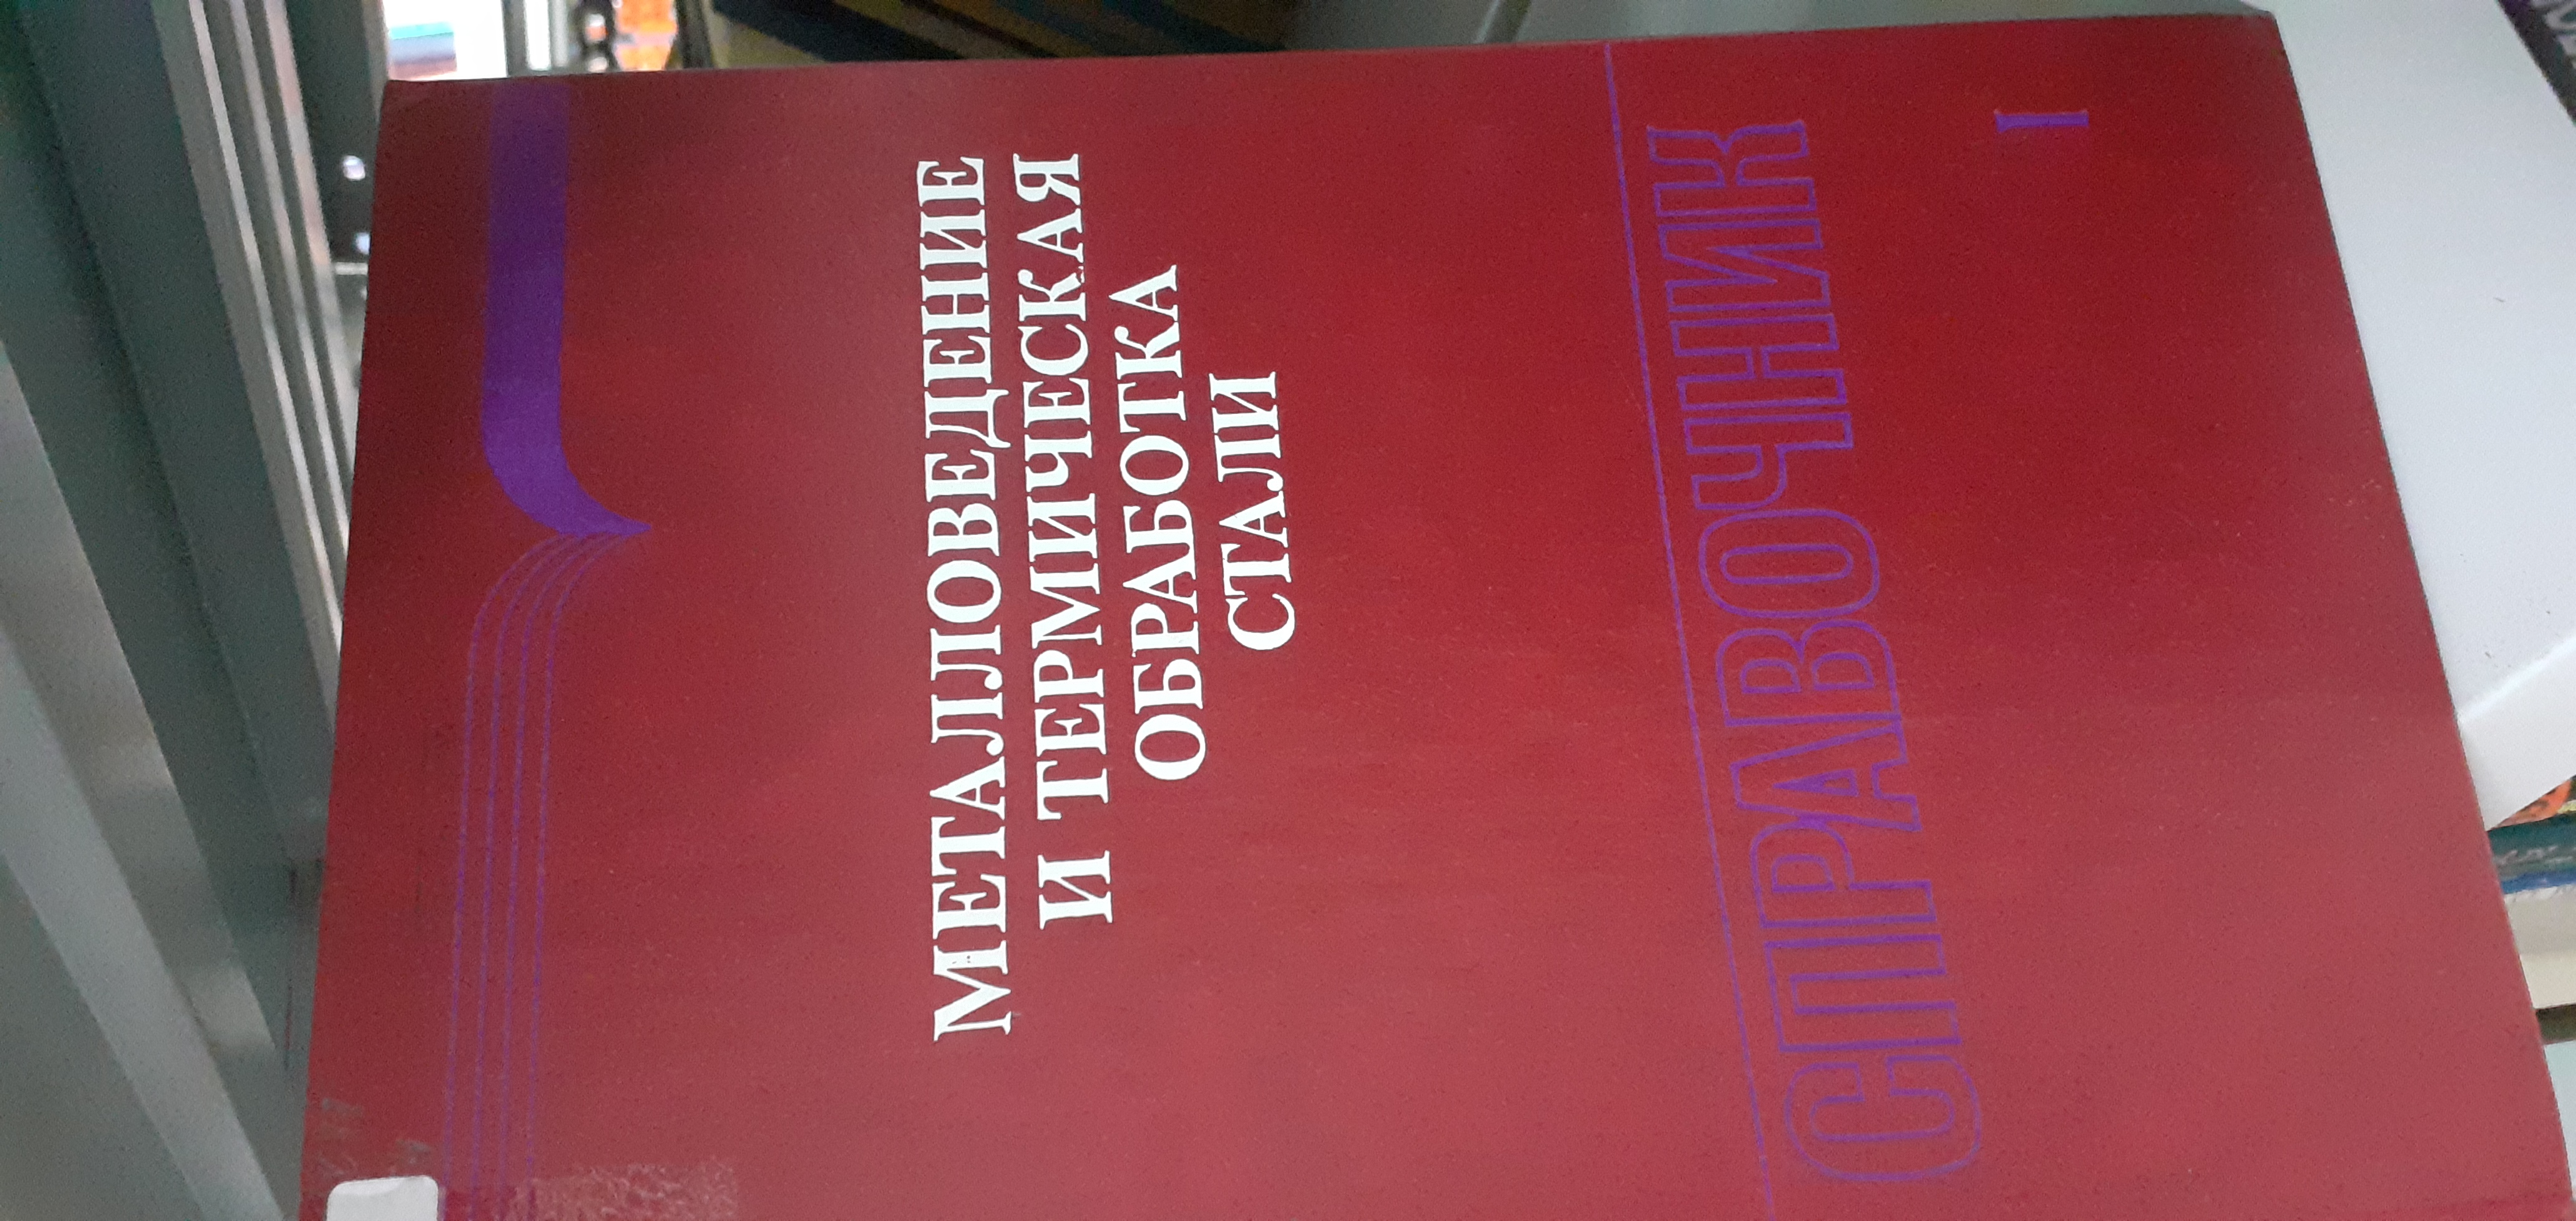 МЕТАЛЛОВЕДЕНИЕ
И ТЕРМИЧЕСКАЯ
ОБРАБОТКА
СТАЛИ
СПРАВОЧНИК
I